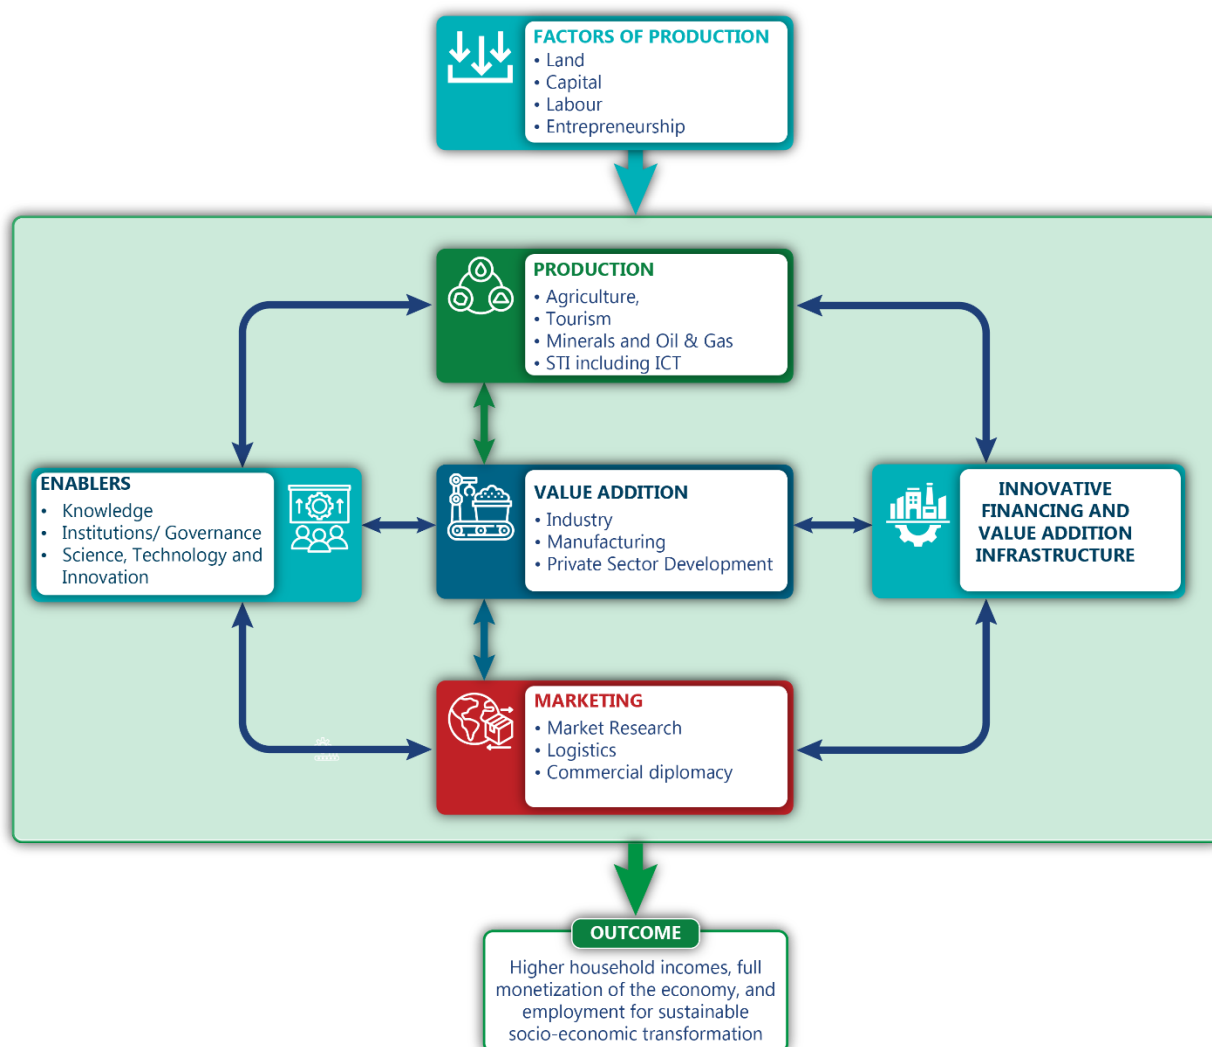 FACTORS OF PRODUCTION
• Land
• Capital
• Labour
• Entrepreneurship
PRODUCTION
• Agriculture,
• Tourism
• Minerals and Oil & Gas
• STI including ICT
ENABLERS
• Knowledge
• Institutions/ Governance
• Science, Technology and
Innovation
VALUE ADDITION
• Industry
• Manufacturing
• Private Sector Development
INNOVATIVE
FINANCING AND
VALUE ADDITION
INFRASTRUCTURE
MARKETING
• Market Research
• Logistics
• Commercial diplomacy
OUTCOME
Higher household incomes, full
monetization of the economy, and
employment for sustainable
socio-economic transformation